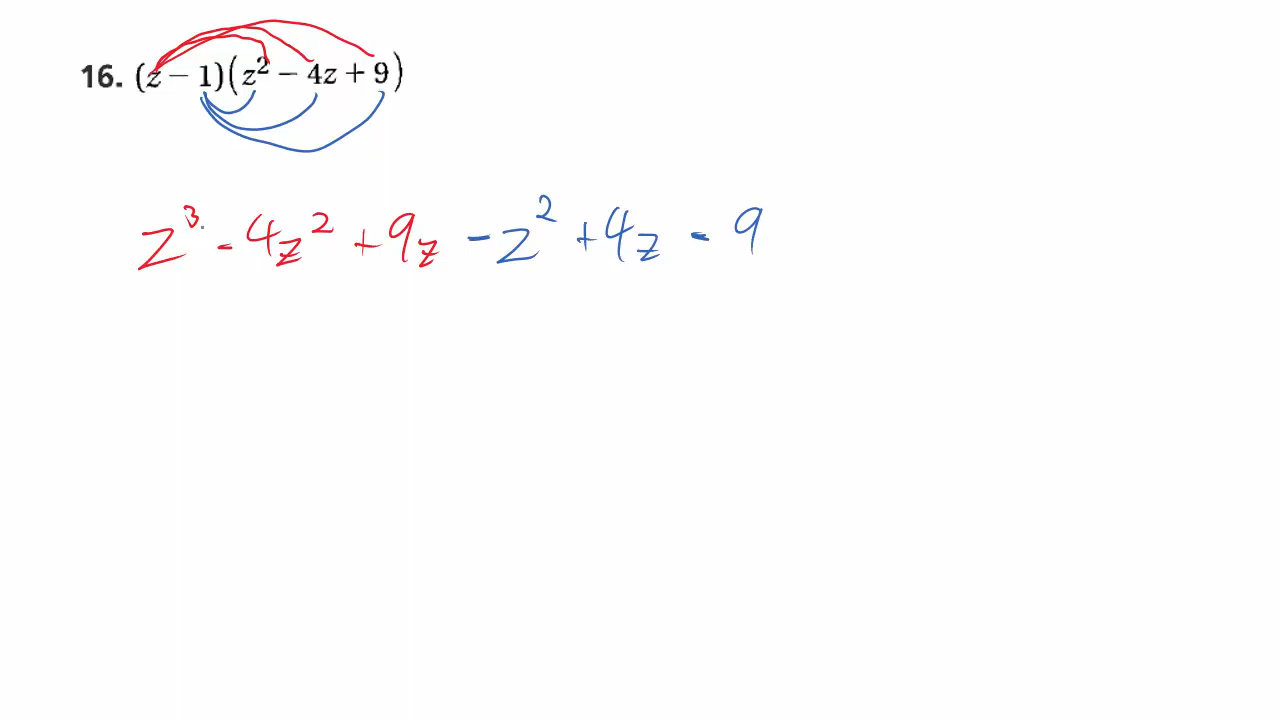 16. (z − 1)(z² − 4z + 9)
z³ - 4z² + 9z - z² + 4z - 9